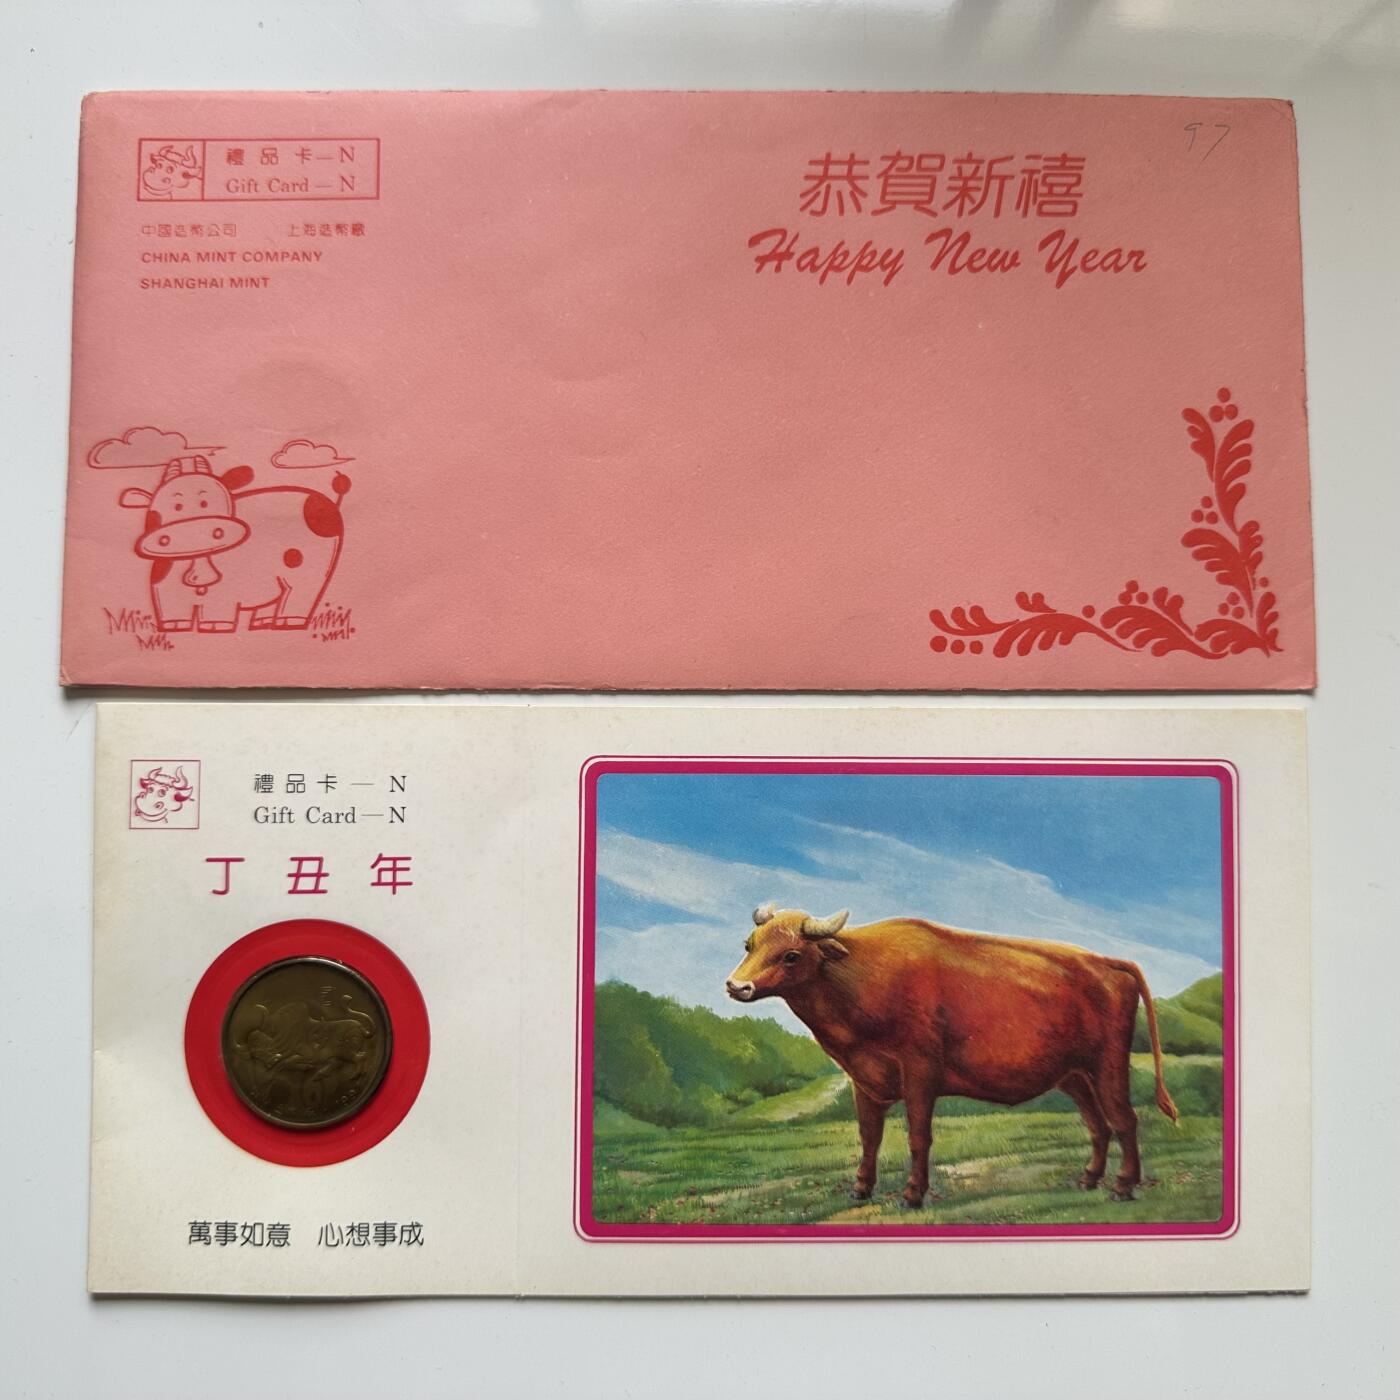 禮品卡—N
Gift Card—N
中國造幣公司 上海造幣廠
CHINA MINT COMPANY
SHANGHAI MINT
97
恭賀新禧
Happy New Year
禮品卡—N
Gift Card—N
丁丑年
萬事如意 心想事成